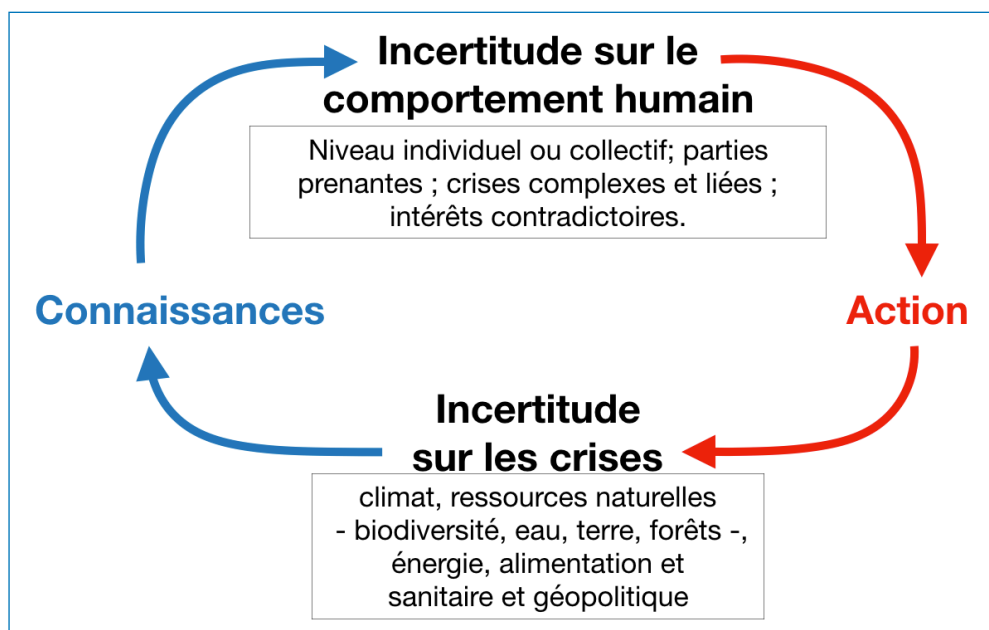 Incertitude sur le
comportement humain
Niveau individuel ou collectif; parties
prenantes ; crises complexes et liées ;
intérêts contradictoires.
Connaissances
Action
Incertitude
sur les crises
climat, ressources naturelles
- biodiversité, eau, terre, forêts -,
énergie, alimentation et
sanitaire et géopolitique